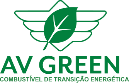 AV GREEN
COMBUSTÍVEL DE TRANSIÇÃO ENERGÉTICA